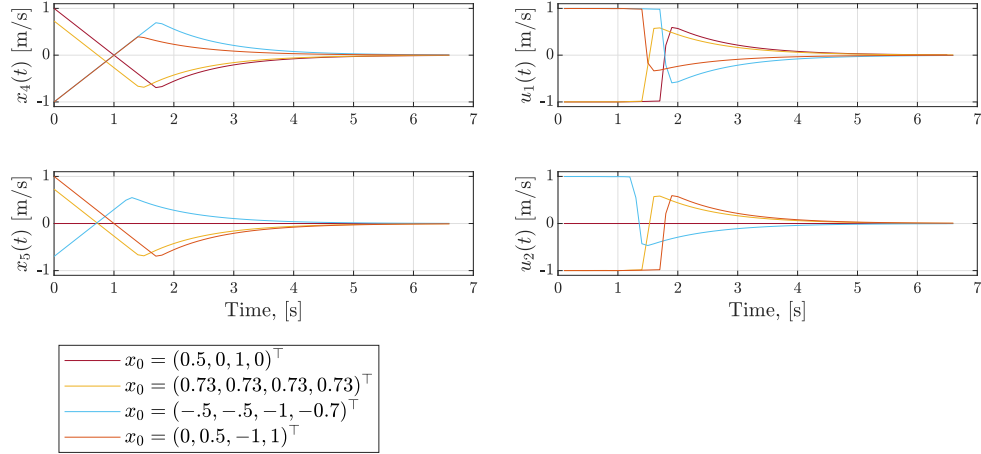 x_4(t) [m/s]
1
0
-1
0 1 2 3 4 5 6 7
u_1(t) [m/s]
1
0
-1
0 1 2 3 4 5 6 7
x_5(t) [m/s]
1
0
-1
0 1 2 3 4 5 6 7
Time, [s]
u_2(t) [m/s]
1
0
-1
0 1 2 3 4 5 6 7
Time, [s]
x_0 = (0.5, 0, 1, 0)^⊤
x_0 = (0.73, 0.73, 0.73, 0.73)^⊤
x_0 = (−.5, −.5, −1, −0.7)^⊤
x_0 = (0, 0.5, −1, 1)^⊤